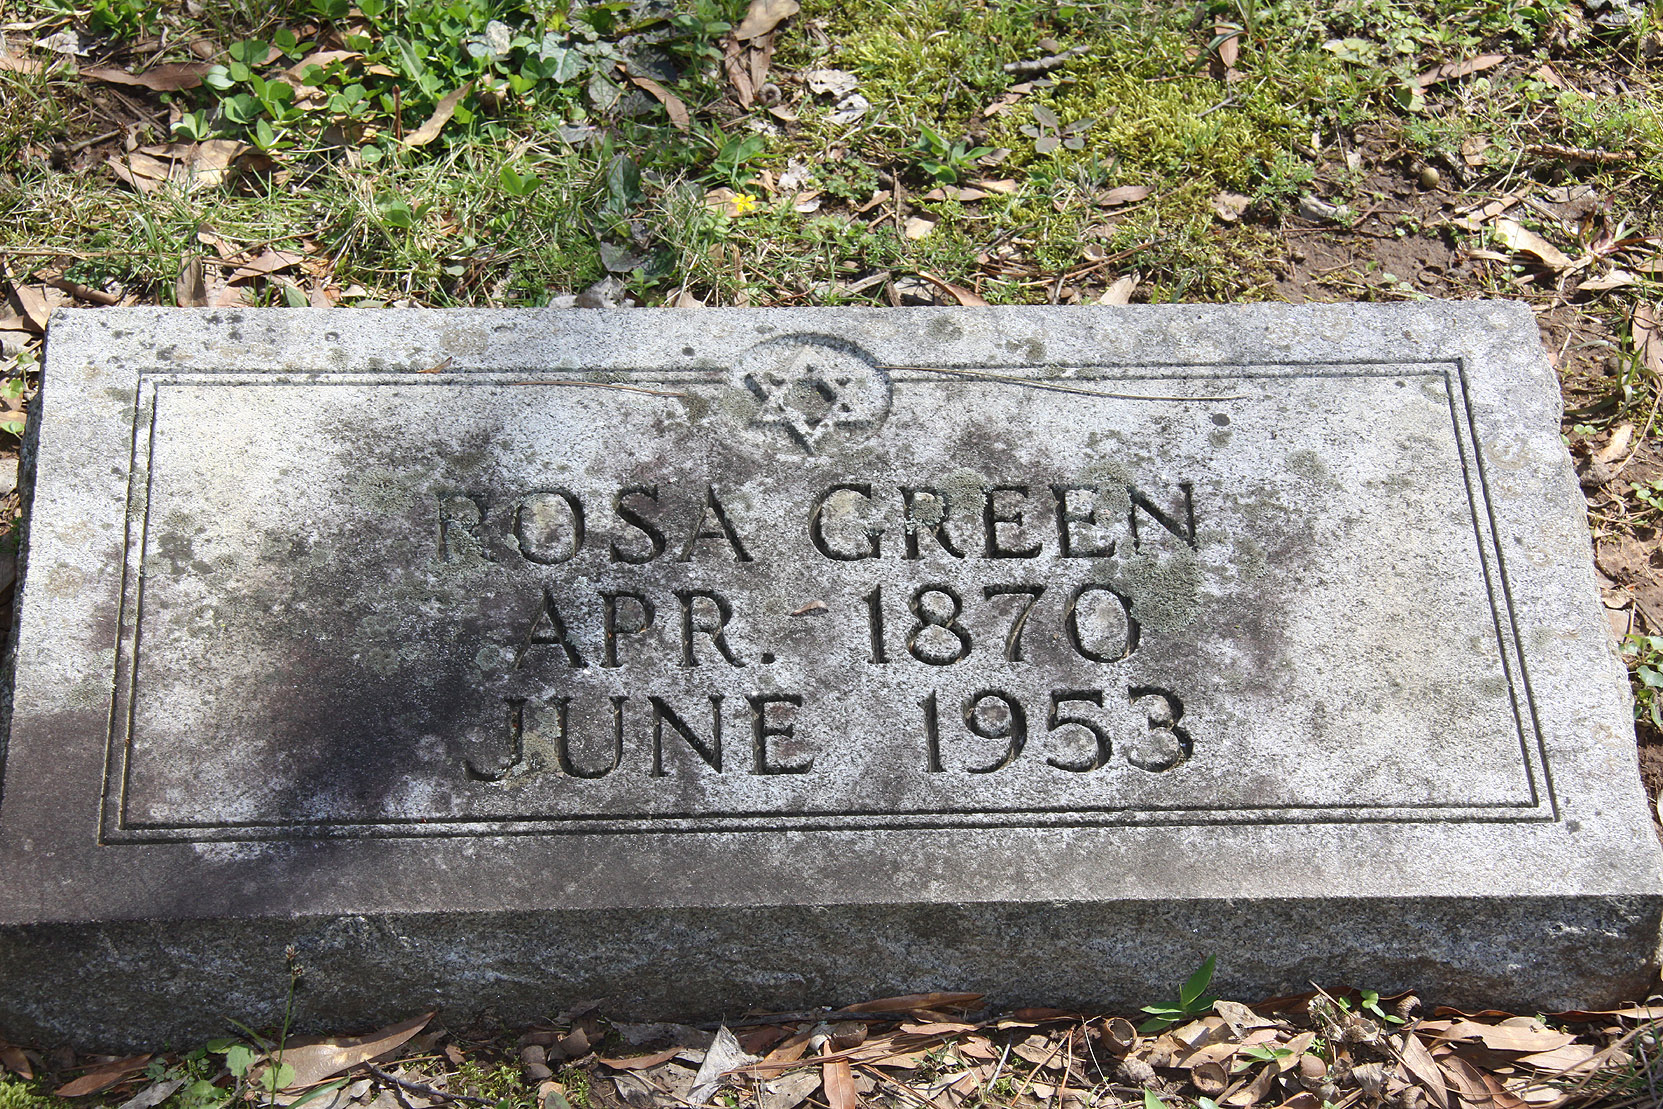 ROSA GREEN
APR. 1870
JUNE 1953